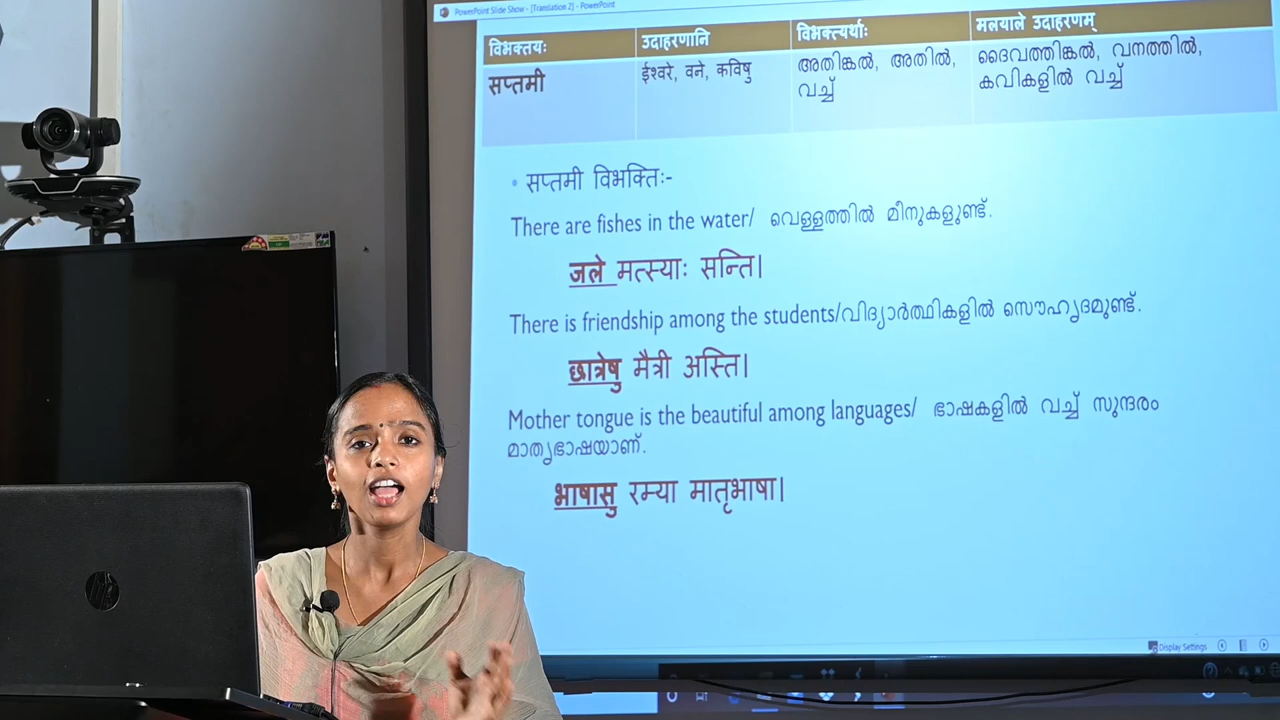 PowerPoint Slide Show - [Translation 2] - PowerPoint
विभक्तयः उदाहरणानि विभक्त्यर्थाः मलयाले उदाहरणम्
सप्तमी ईश्वरे, वने, कविषु അതിങ്കൽ, അതിൽ, ദൈവത്തിങ്കൽ, വനത്തിൽ,
വച്ച് കവികളിൽ വച്ച്
• सप्तमी विभक्तिः-
There are fishes in the water/ വെള്ളത്തിൽ മീനുകളുണ്ട്.
जले मत्स्याः सन्ति।
There is friendship among the students/വിദ്യാർത്ഥികളിൽ സൌഹൃദമുണ്ട്.
छात्रेषु मैत्री अस्ति।
Mother tongue is the beautiful among languages/ ഭാഷകളിൽ വച്ച് സുന്ദരം
മാതൃഭാഷയാണ്.
भाषासु रम्या मातृभाषा।
Display Settings
hp